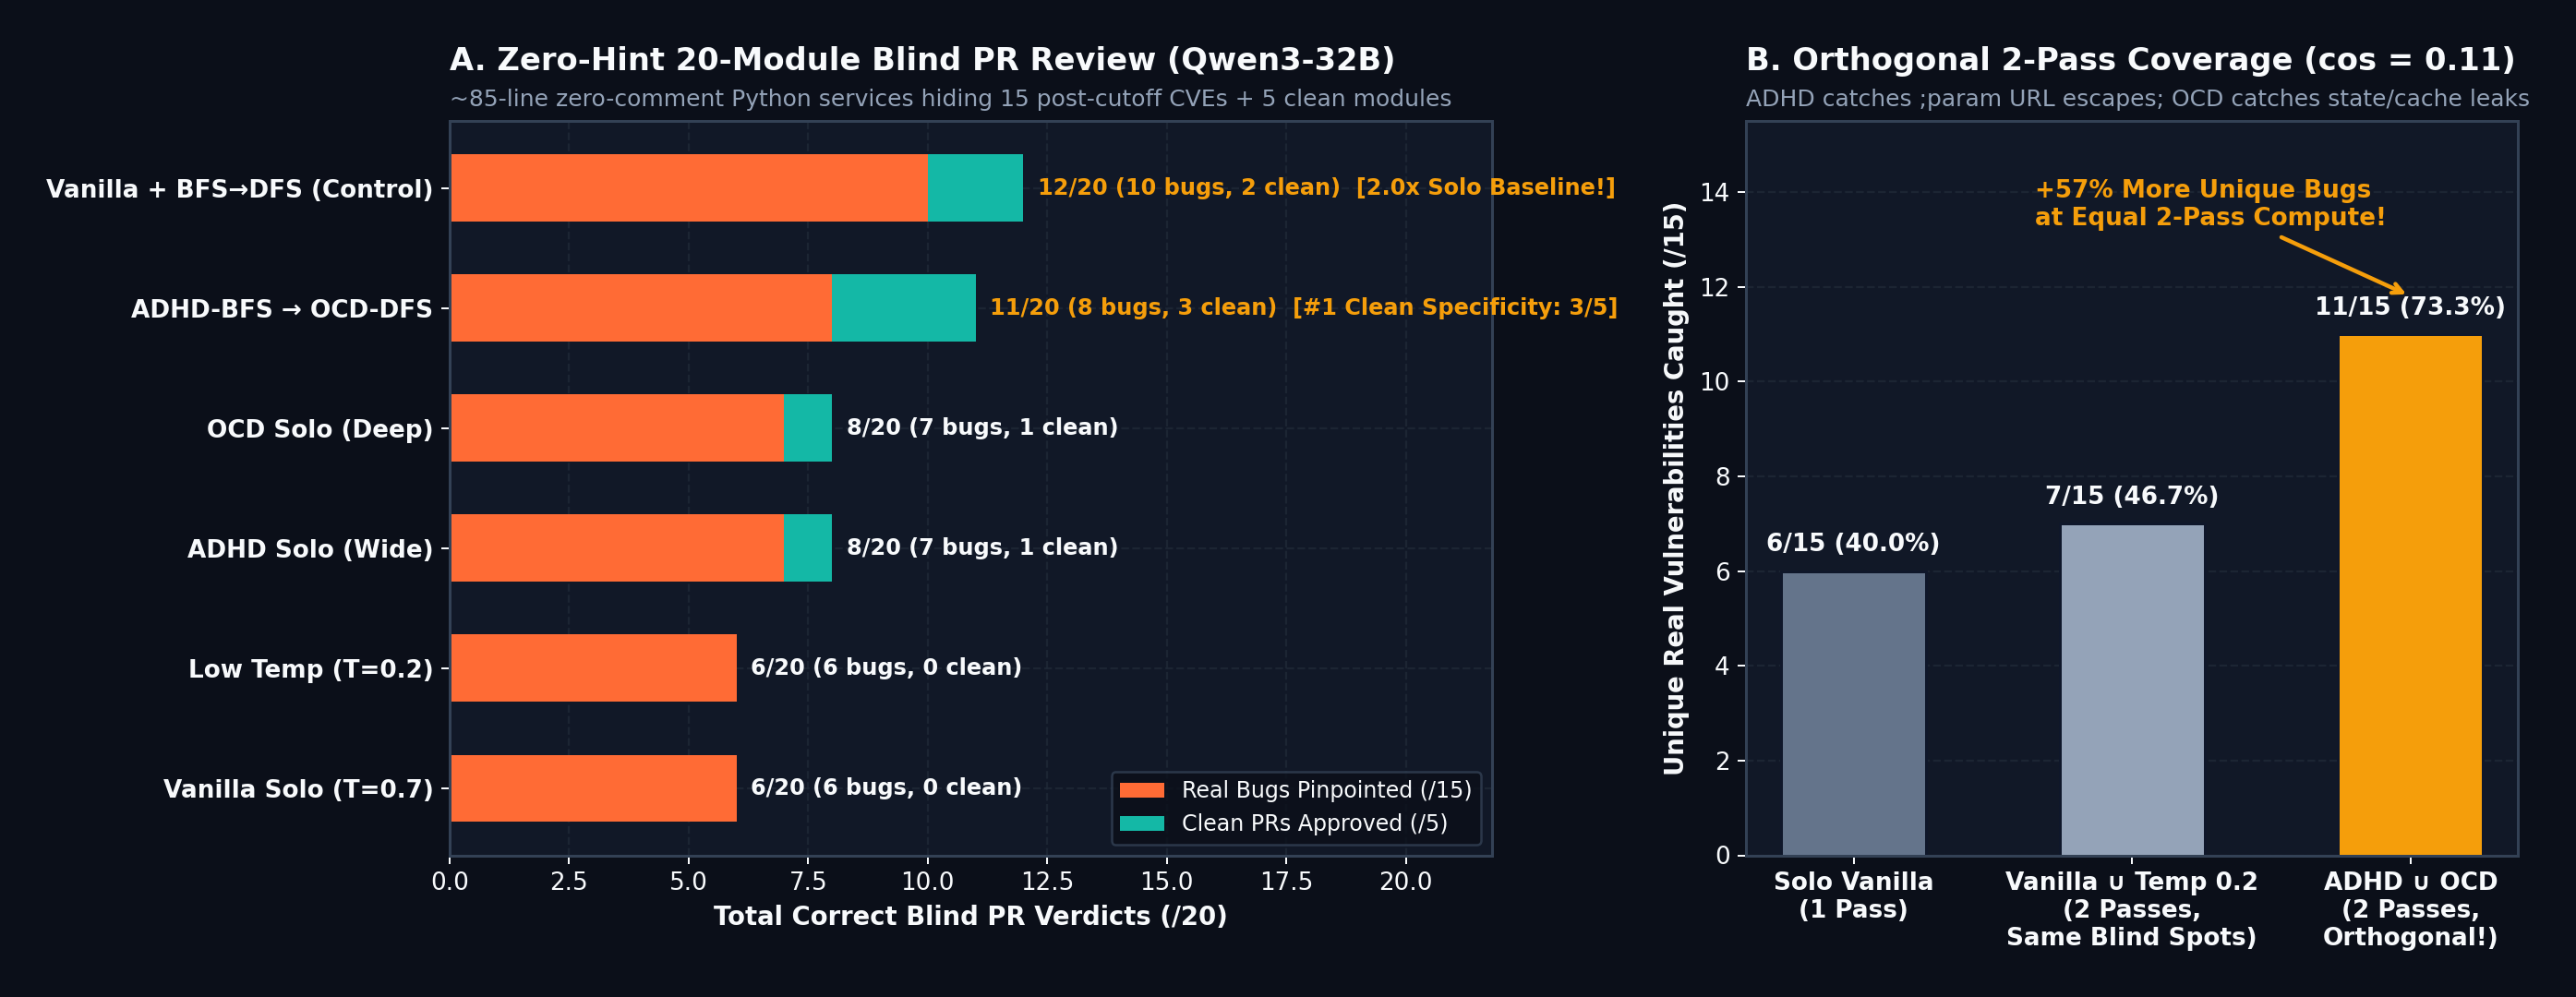 A. Zero-Hint 20-Module Blind PR Review (Qwen3-32B)
~85-line zero-comment Python services hiding 15 post-cutoff CVEs + 5 clean modules
Vanilla + BFS→DFS (Control)
12/20 (10 bugs, 2 clean)  [2.0x Solo Baseline!]
ADHD-BFS → OCD-DFS
11/20 (8 bugs, 3 clean)  [#1 Clean Specificity: 3/5]
OCD Solo (Deep)
8/20 (7 bugs, 1 clean)
ADHD Solo (Wide)
8/20 (7 bugs, 1 clean)
Low Temp (T=0.2)
6/20 (6 bugs, 0 clean)
Vanilla Solo (T=0.7)
6/20 (6 bugs, 0 clean)
Real Bugs Pinpointed (/15)
Clean PRs Approved (/5)
0.0 2.5 5.0 7.5 10.0 12.5 15.0 17.5 20.0
Total Correct Blind PR Verdicts (/20)
B. Orthogonal 2-Pass Coverage (cos = 0.11)
ADHD catches ;param URL escapes; OCD catches state/cache leaks
Unique Real Vulnerabilities Caught (/15)
14
12
10
8
6
4
2
0
+57% More Unique Bugs
at Equal 2-Pass Compute!
11/15 (73.3%)
7/15 (46.7%)
6/15 (40.0%)
Solo Vanilla
(1 Pass)
Vanilla ∪ Temp 0.2
(2 Passes,
Same Blind Spots)
ADHD ∪ OCD
(2 Passes,
Orthogonal!)